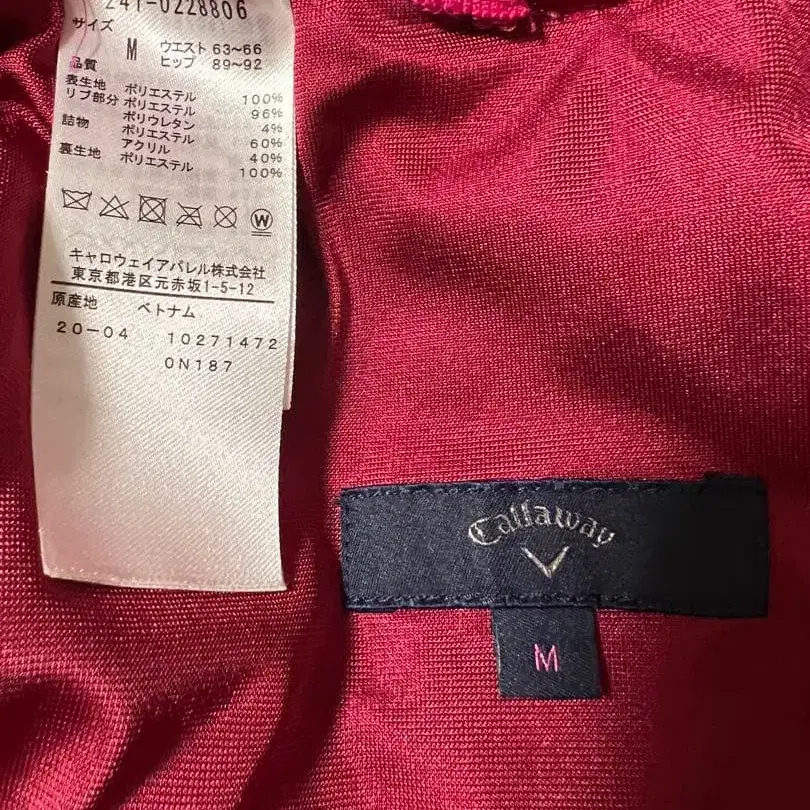 241-0228806
サイズ
M ウエスト 63~66
ヒップ 89~92
品質
表生地 ポリエステル 100%
リブ部分 ポリエステル 96%
ポリウレタン 4%
詰物 ポリエステル 60%
アクリル 40%
裏生地 ポリエステル 100%
W
キャロウェイアパレル株式会社
東京都港区元赤坂1-5-12
原産地 ベトナム
20-04 10271472
0N187
Callaway
M